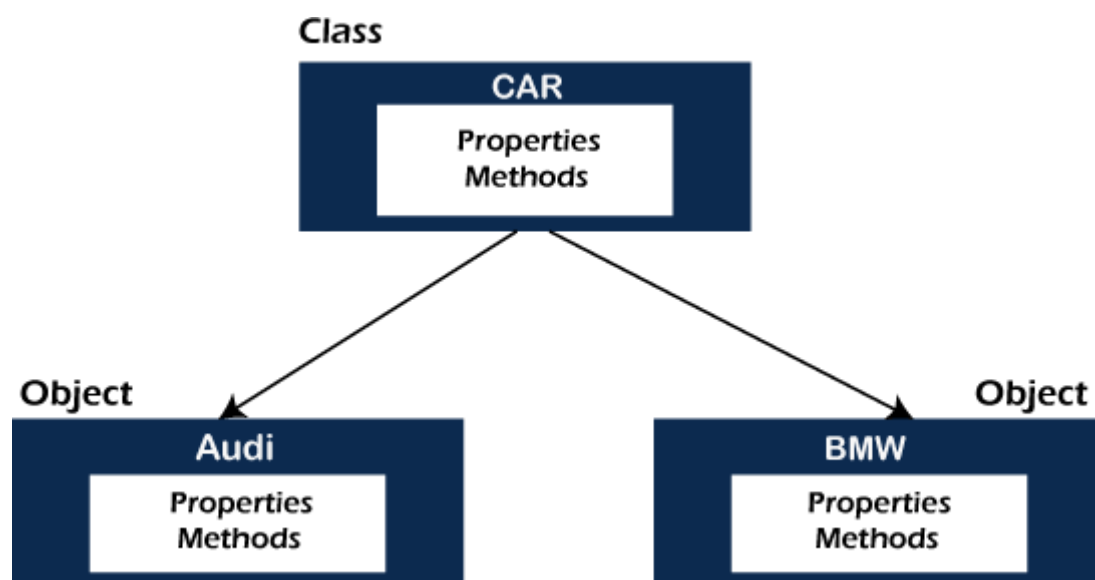 Class
CAR
Properties
Methods
Object
Object
Audi
BMW
Properties
Methods
Properties
Methods